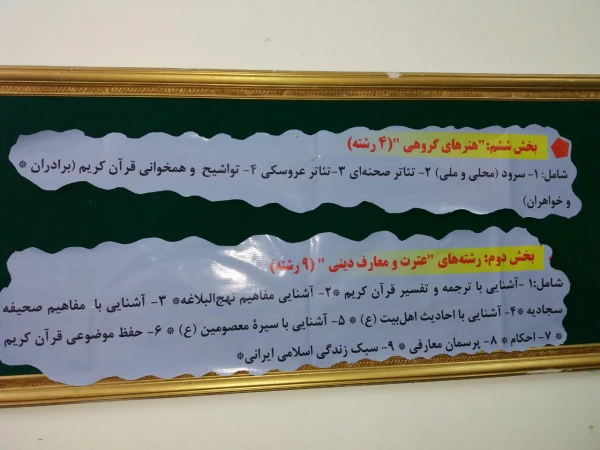 بخش ششم: "هنرهای گروهی "(۴ رشته)
شامل: ۱- سرود (محلی و ملی) ۲- تئاتر صحنه‌ای ۳-تئاتر عروسکی ۴- تواشیح و همخوانی قرآن کریم (برادران *
و خواهران)
بخش دوم: رشته‌های "عترت و معارف دینی " (۹ رشته)
شامل:۱ -آشنایی با ترجمه و تفسیر قرآن کریم *۲- آشنایی مفاهیم نهج‌البلاغه* ۳- آشنایی با مفاهیم صحیفه
سجادیه *۴- آشنایی با احادیث اهل‌بیت (ع) * ۵- آشنایی با سیرهٔ معصومین (ع) * ۶- حفظ موضوعی قرآن کریم
* ۷- احکام * ۸- پرسمان معارفی * ۹- سبک زندگی اسلامی ایرانی*